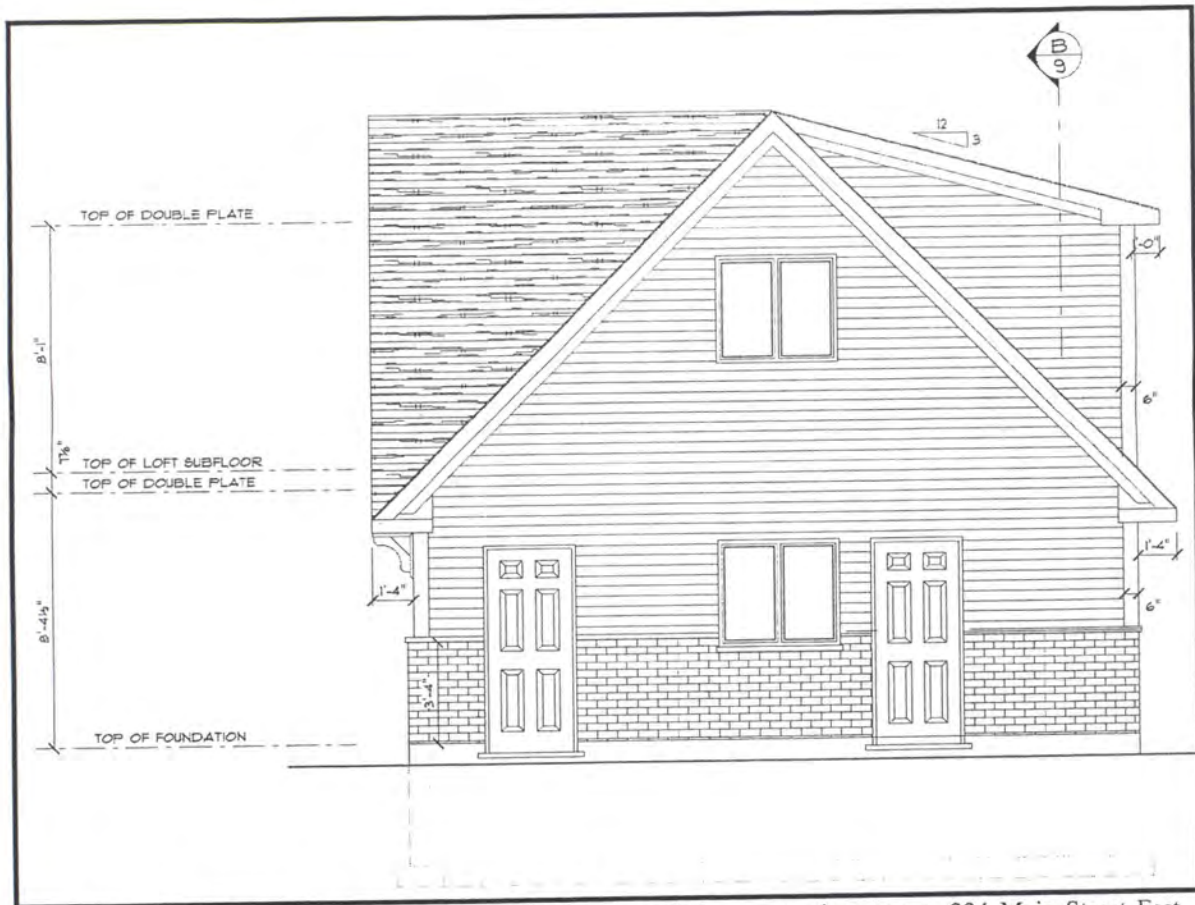 B
9
12
3
TOP OF DOUBLE PLATE
'-0"
8'-1"
6"
7⅞"
TOP OF LOFT SUBFLOOR
TOP OF DOUBLE PLATE
1'-4"
1'-4"
6"
8'-4½"
3'-4"
TOP OF FOUNDATION
Main Street East